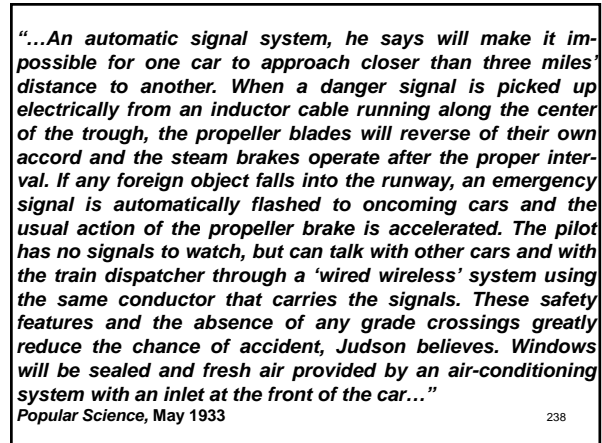 “…An automatic signal system, he says will make it im-
possible for one car to approach closer than three miles’
distance to another. When a danger signal is picked up
electrically from an inductor cable running along the center
of the trough, the propeller blades will reverse of their own
accord and the steam brakes operate after the proper inter-
val. If any foreign object falls into the runway, an emergency
signal is automatically flashed to oncoming cars and the
usual action of the propeller brake is accelerated. The pilot
has no signals to watch, but can talk with other cars and with
the train dispatcher through a ‘wired wireless’ system using
the same conductor that carries the signals. These safety
features and the absence of any grade crossings greatly
reduce the chance of accident, Judson believes. Windows
will be sealed and fresh air provided by an air-conditioning
system with an inlet at the front of the car…”
Popular Science, May 1933
238